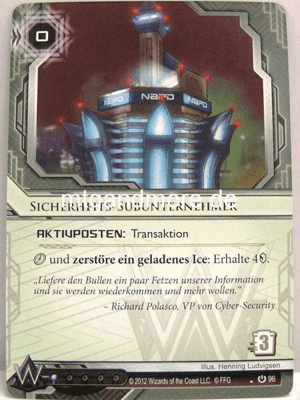 0
NBPD
NBPD
SICHERHEITS-SUBUNTERNEHMER
AKTIVPOSTEN: Transaktion
und zerstöre ein geladenes Ice: Erhalte 4
„Liefere den Bullen ein paar Fetzen unserer Information
und sie werden wiederkommen und mehr wollen.“
– Richard Polasco, VP von Cyber-Security
3
Illus. Henning Ludvigsen
© 2012 Wizards of the Coast LLC. © FFG
96